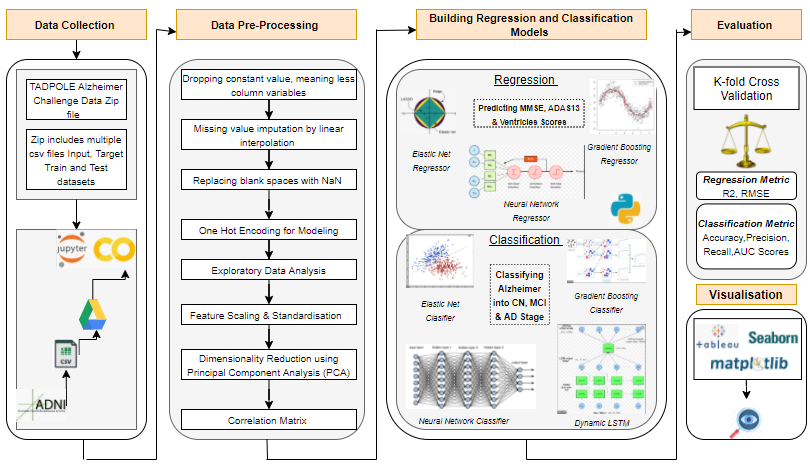 Data Collection
TADPOLE Alzheimer
Challenge Data Zip
file
Zip includes multiple
csv files Input, Target
Train and Test
datasets
jupyter
CO
CSV
ADNI
Data Pre-Processing
Dropping constant value, meaning less
column variables
Missing value imputation by linear
interpolation
Replacing blank spaces with NaN
One Hot Encoding for Modeling
Exploratory Data Analysis
Feature Scaling & Standardisation
Dimensionality Reduction using
Principal Component Analysis (PCA)
Correlation Matrix
Building Regression and Classification
Models
Regression
Predicting MMSE, ADAS13
& Ventricles Scores
Elastic Net
Regressor
Gradient Boosting
Regressor
Neural Network
Regressor
Classification
Classifying
Alzheimer
into CN, MCI
& AD Stage
Elastic Net
Clasifier
Gradient Boosting
Classifier
Neural Network Classifier
Dynamic LSTM
Evaluation
K-fold Cross
Validation
Regression Metric
R2, RMSE
Classification Metric
Accuracy,Precision,
Recall,AUC Scores
Visualisation
+ableau
Seaborn
matplotlib